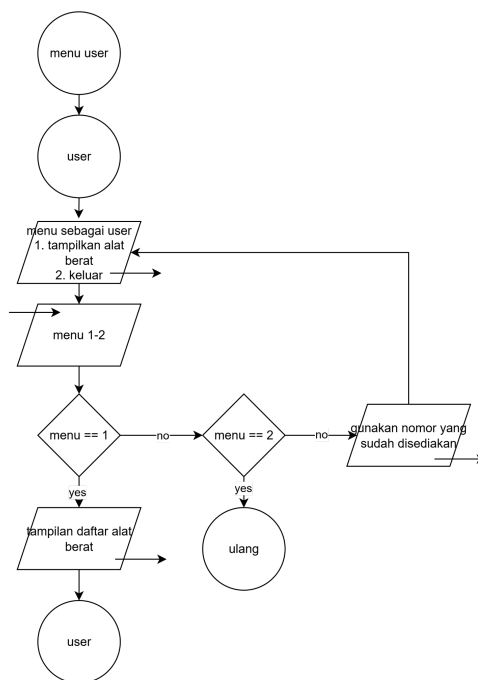 menu user
user
menu sebagai user
1. tampilkan alat
berat
2. keluar
menu 1-2
menu == 1
no
menu == 2
no
gunakan nomor yang
sudah disediakan
yes
yes
tampilan daftar alat
berat
ulang
user